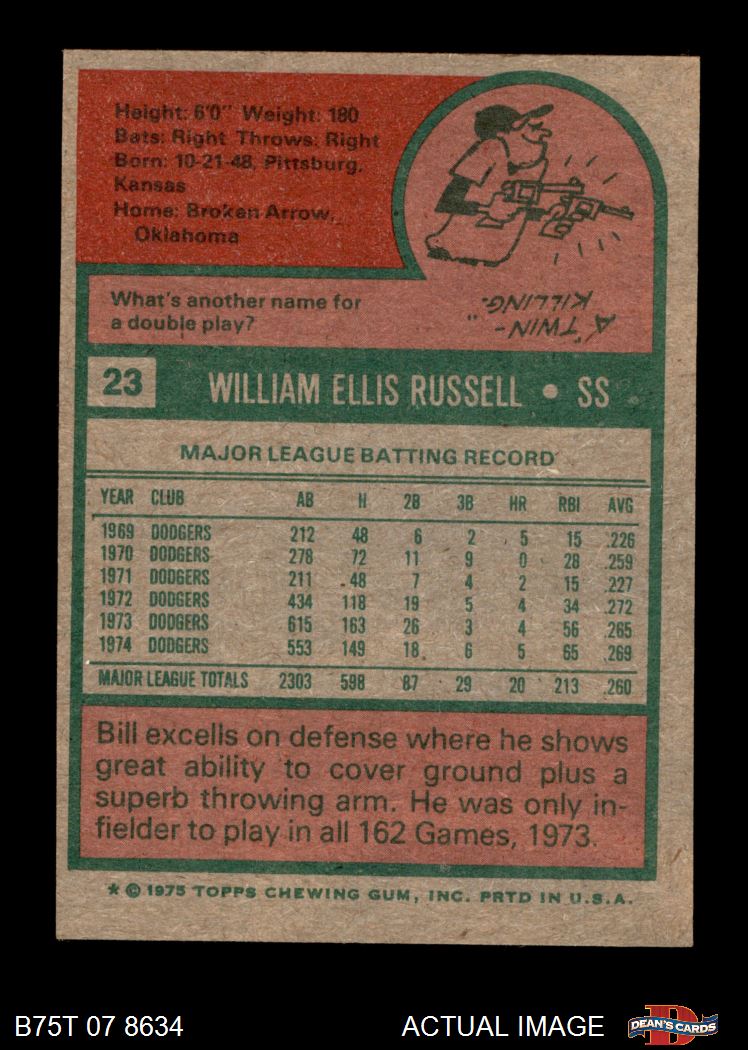 Height: 6'0" Weight: 180
Bats: Right Throws: Right
Born: 10-21-48, Pittsburg,
Kansas
Home: Broken Arrow,
Oklahoma
What's another name for
a double play?
A "TWIN-"
KILLING.
23 WILLIAM ELLIS RUSSELL • SS
MAJOR LEAGUE BATTING RECORD
YEAR CLUB AB H 2B 3B HR RBI AVG
1969 DODGERS 212 48 6 2 5 15 .226
1970 DODGERS 278 72 11 9 0 28 .259
1971 DODGERS 211 48 7 4 2 15 .227
1972 DODGERS 434 118 19 5 4 34 .272
1973 DODGERS 615 163 26 3 4 56 .265
1974 DODGERS 553 149 18 6 5 65 .269
MAJOR LEAGUE TOTALS 2303 598 87 29 20 213 .260
Bill excells on defense where he shows
great ability to cover ground plus a
superb throwing arm. He was only in-
fielder to play in all 162 Games, 1973.
* © 1975 TOPPS CHEWING GUM, INC. PRTD IN U.S.A.
B75T 07 8634 ACTUAL IMAGE D DEAN'S CARDS